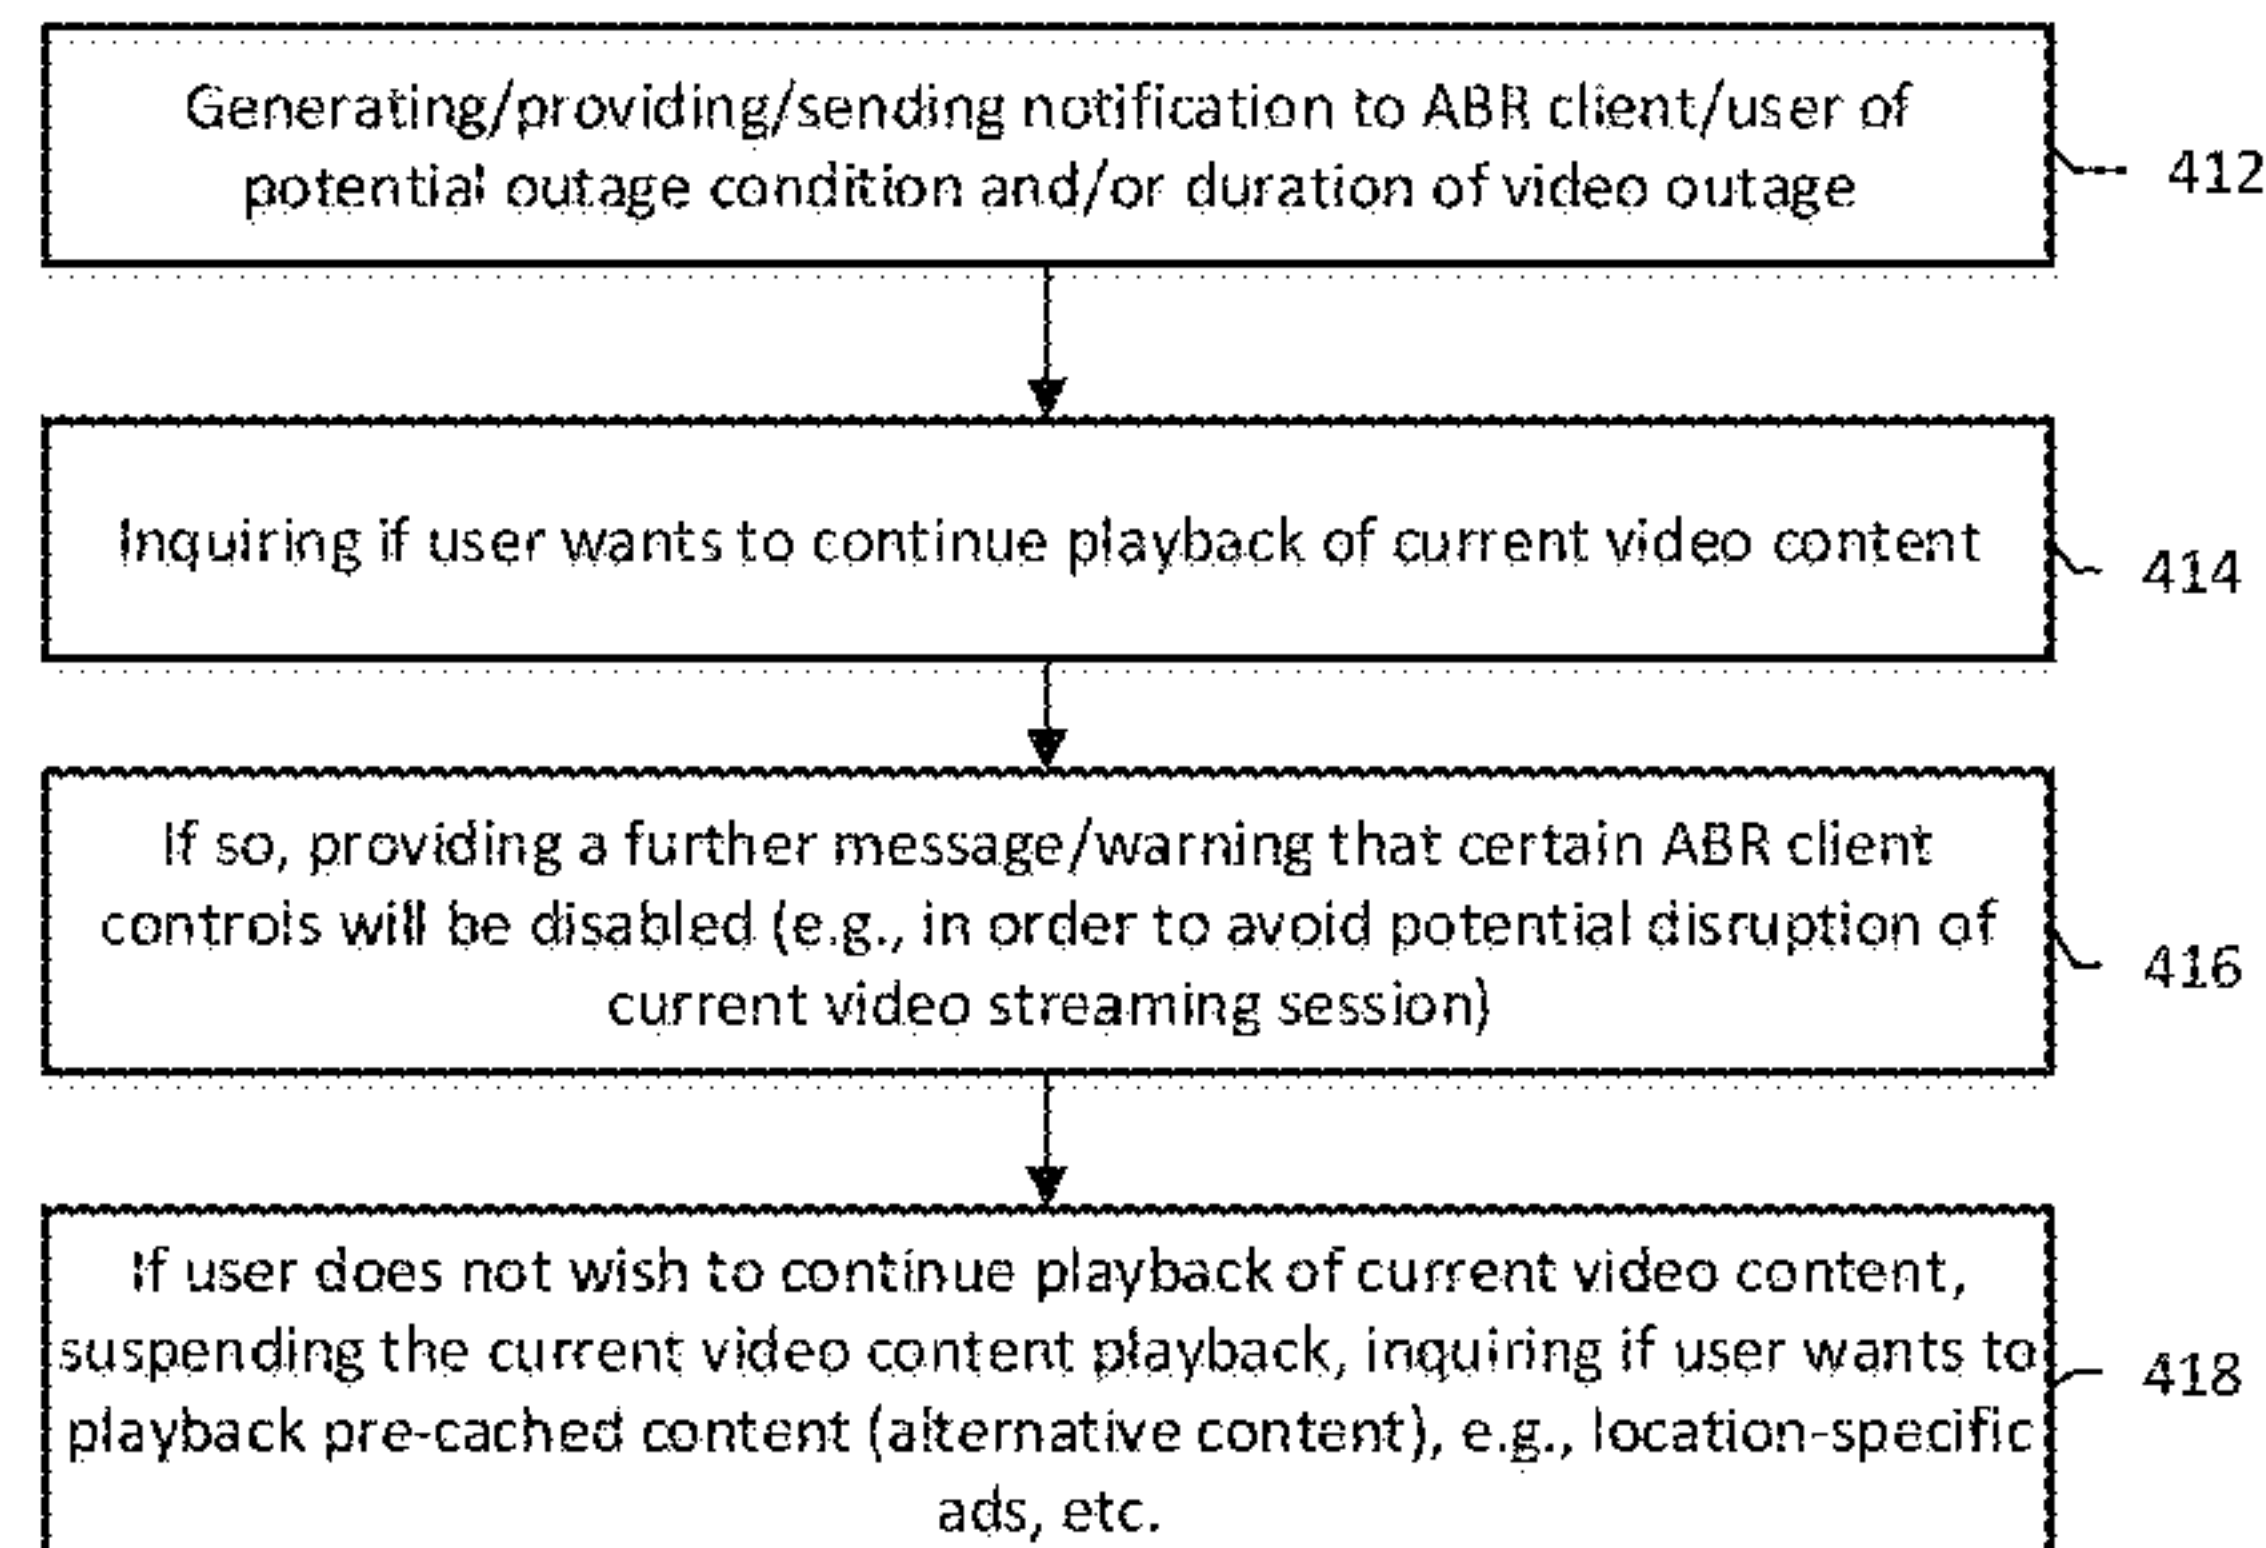 Generating/providing/sending notification to ABR client/user of
potential outage condition and/or duration of video outage
412
Inquiring if user wants to continue playback of current video content
414
If so, providing a further message/warning that certain ABR client
controls will be disabled (e.g., in order to avoid potential disruption of
current video streaming session)
416
If user does not wish to continue playback of current video content,
suspending the current video content playback, inquiring if user wants to
playback pre-cached content (alternative content), e.g., location-specific
ads, etc.
418